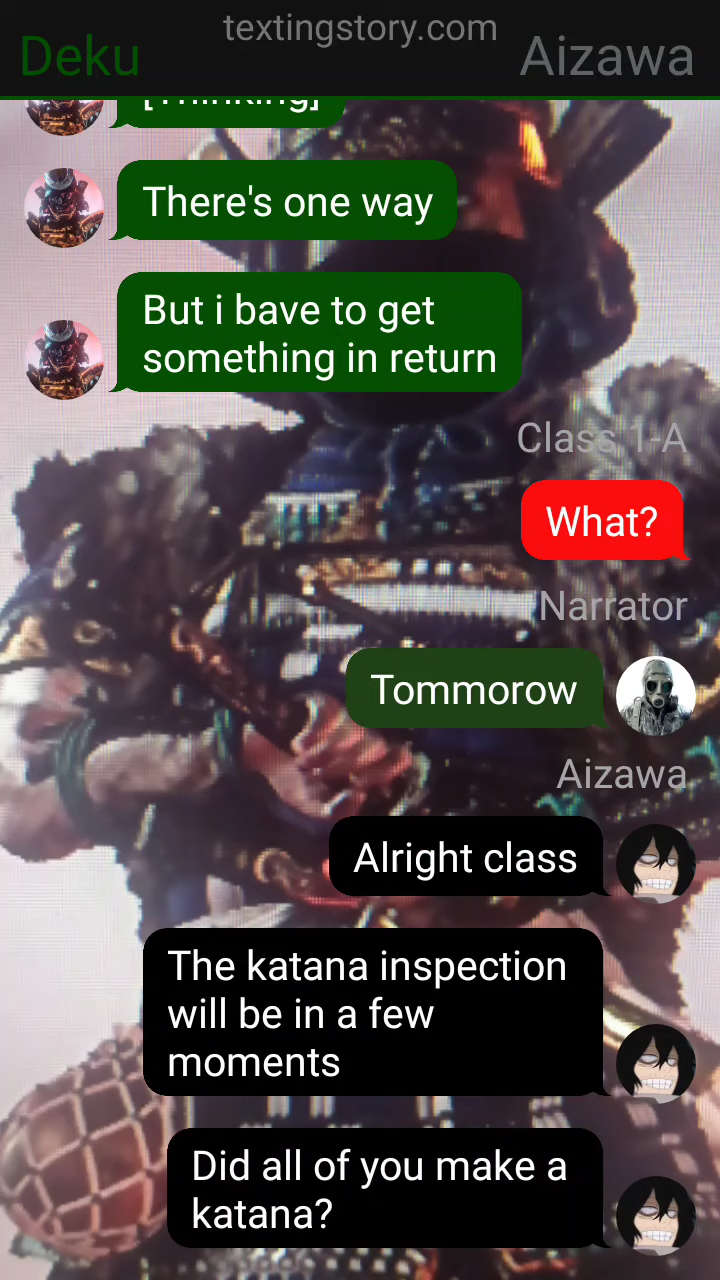 textingstory.com
Deku
Aizawa
[Thinking]
There's one way
But i bave to get
something in return
Class 1-A
What?
Narrator
Tommorow
Aizawa
Alright class
The katana inspection
will be in a few
moments
Did all of you make a
katana?